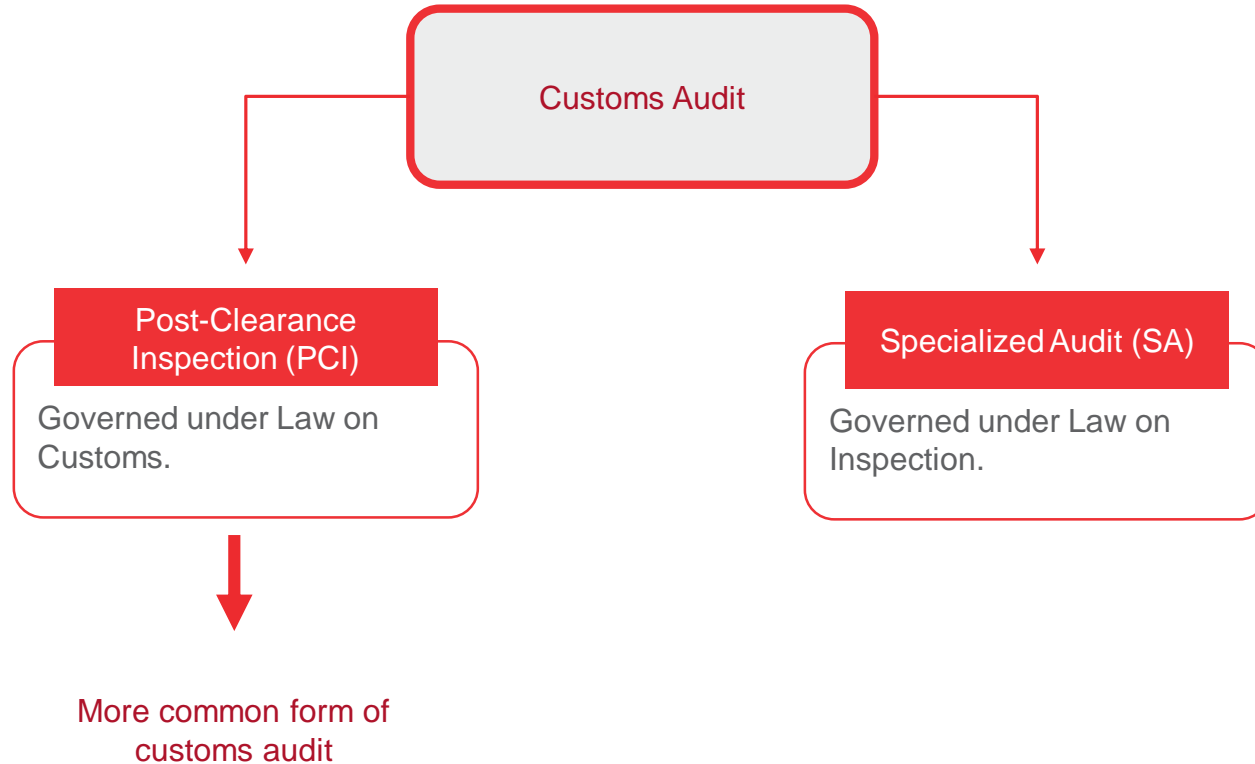 Customs Audit
Post-Clearance
Inspection (PCI)
Governed under Law on
Customs.
Specialized Audit (SA)
Governed under Law on
Inspection.
More common form of
customs audit